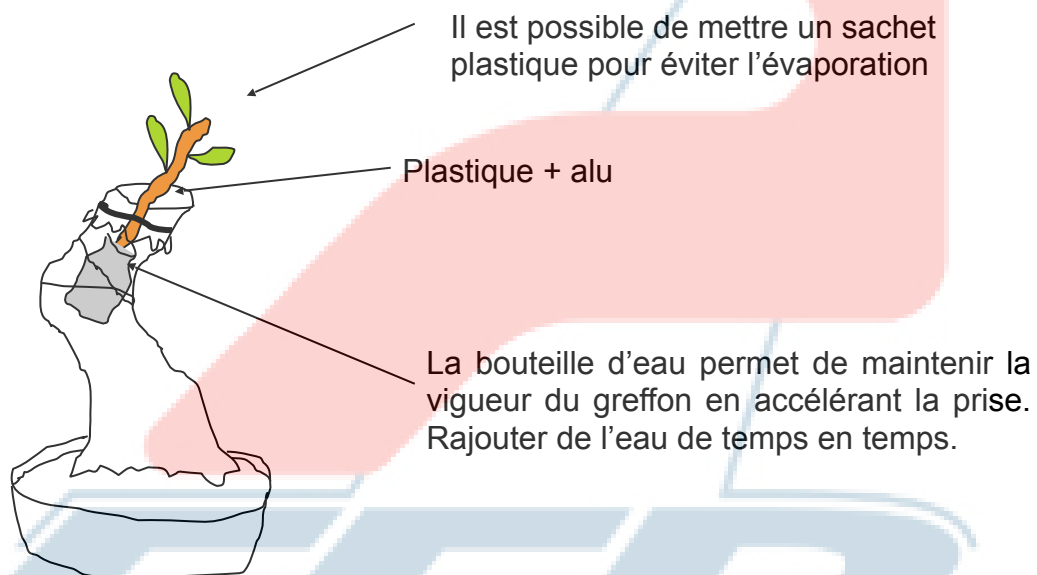 Il est possible de mettre un sachet
plastique pour éviter l’évaporation
Plastique + alu
La bouteille d’eau permet de maintenir la
vigueur du greffon en accélérant la prise.
Rajouter de l’eau de temps en temps.